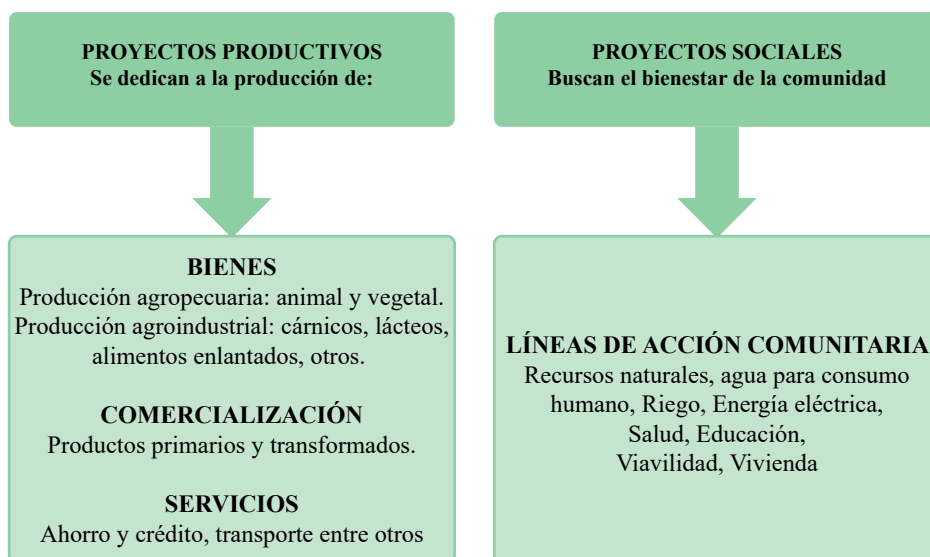 PROYECTOS PRODUCTIVOS
Se dedican a la producción de:
BIENES
Producción agropecuaria: animal y vegetal.
Producción agroindustrial: cárnicos, lácteos,
alimentos enlantados, otros.
COMERCIALIZACIÓN
Productos primarios y transformados.
SERVICIOS
Ahorro y crédito, transporte entre otros
PROYECTOS SOCIALES
Buscan el bienestar de la comunidad
LÍNEAS DE ACCIÓN COMUNITARIA
Recursos naturales, agua para consumo
humano, Riego, Energía eléctrica,
Salud, Educación,
Viavilidad, Vivienda